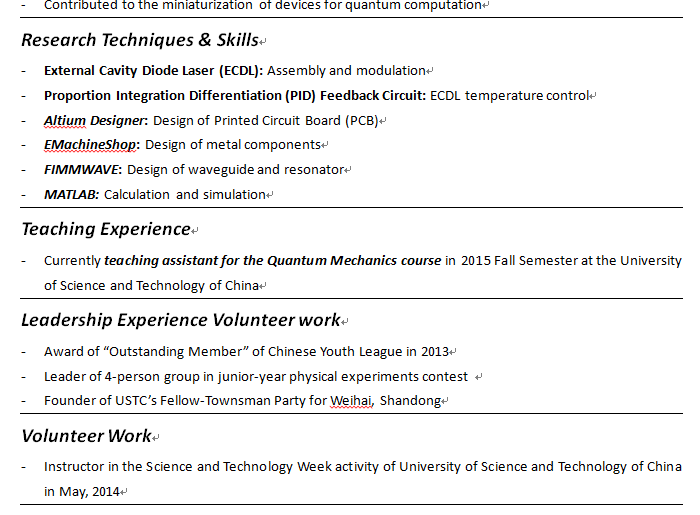 - Contributed to the miniaturization of devices for quantum computation
Research Techniques & Skills
- External Cavity Diode Laser (ECDL): Assembly and modulation
- Proportion Integration Differentiation (PID) Feedback Circuit: ECDL temperature control
- Altium Designer: Design of Printed Circuit Board (PCB)
- EMachineShop: Design of metal components
- FIMMWAVE: Design of waveguide and resonator
- MATLAB: Calculation and simulation
Teaching Experience
- Currently teaching assistant for the Quantum Mechanics course in 2015 Fall Semester at the University
of Science and Technology of China
Leadership Experience Volunteer work
- Award of “Outstanding Member” of Chinese Youth League in 2013
- Leader of 4-person group in junior-year physical experiments contest
- Founder of USTC’s Fellow-Townsman Party for Weihai, Shandong
Volunteer Work
- Instructor in the Science and Technology Week activity of University of Science and Technology of China
in May, 2014